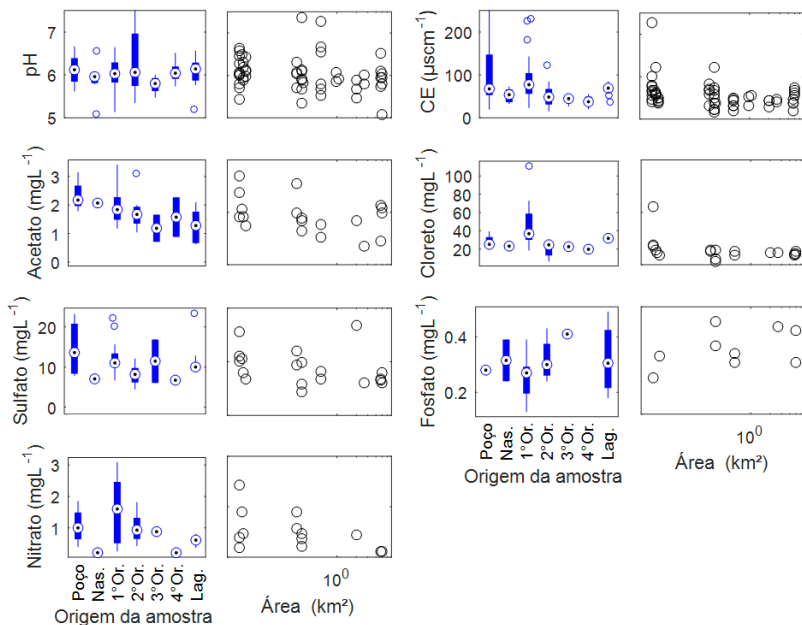 pH
7
6
5
CE (µscm⁻¹)
200
100
50
0
Acetato (mgL⁻¹)
3
2
1
0
Cloreto (mgL⁻¹)
100
80
60
40
20
Sulfato (mgL⁻¹)
20
10
0
Fosfato (mgL⁻¹)
0.4
0.2
Poço
Nas.
1°Or.
2°Or.
3°Or.
4°Or.
Lag.
Origem da amostra
10⁰
Área (km²)
Nitrato (mgL⁻¹)
3
2
1
Poço
Nas.
1°Or.
2°Or.
3°Or.
4°Or.
Lag.
Origem da amostra
10⁰
Área (km²)